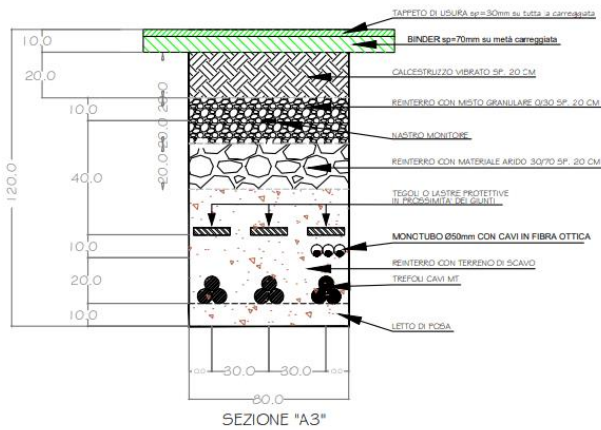 TAPPETO DI USURA sp=30mm su tutta la carreggiata
10.0
BINDER sp=70mm su metà carreggiata
20.0
20.0
CALCESTRUZZO VIBRATO SP. 20 CM
10.0
REINTERRO CON MISTO GRANULARE 0/30 SP. 20 CM
20.0
NASTRO MONITORE
120.0
40.0
20.0
REINTERRO CON MATERIALE ARIDO 30/70 SP. 20 CM
TEGOLI O LASTRE PROTETTIVE
IN PROSSIMITA' DEI GIUNTI
10.0
MONOTUBO Ø50mm CON CAVI IN FIBRA OTTICA
REINTERRO CON TERRENO DI SCAVO
20.0
TREFOLI CAVI MT
10.0
LETTO DI POSA
30.0
30.0
80.0
SEZIONE "A3"